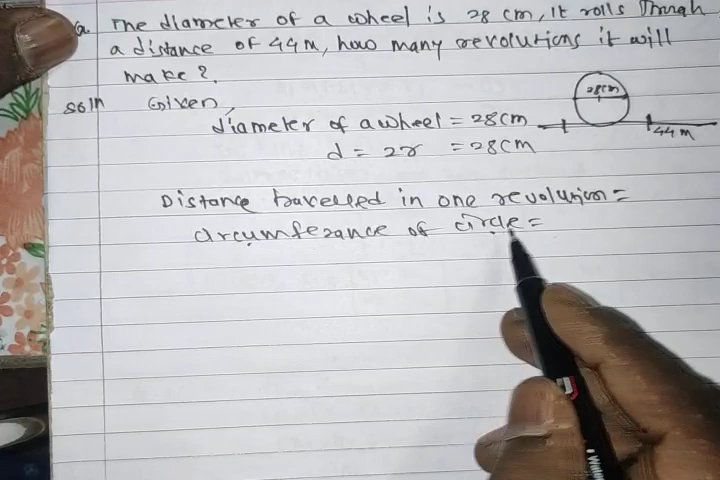 Q. The diameter of a wheel is 28 cm, it rolls through
a distance of 44 m, how many revolutions it will
make?
Soln Given,
28cm
diameter of a wheel = 28cm
44 m
d = 2r = 28cm
Distance travelled in one revolution =
circumferance of circle =